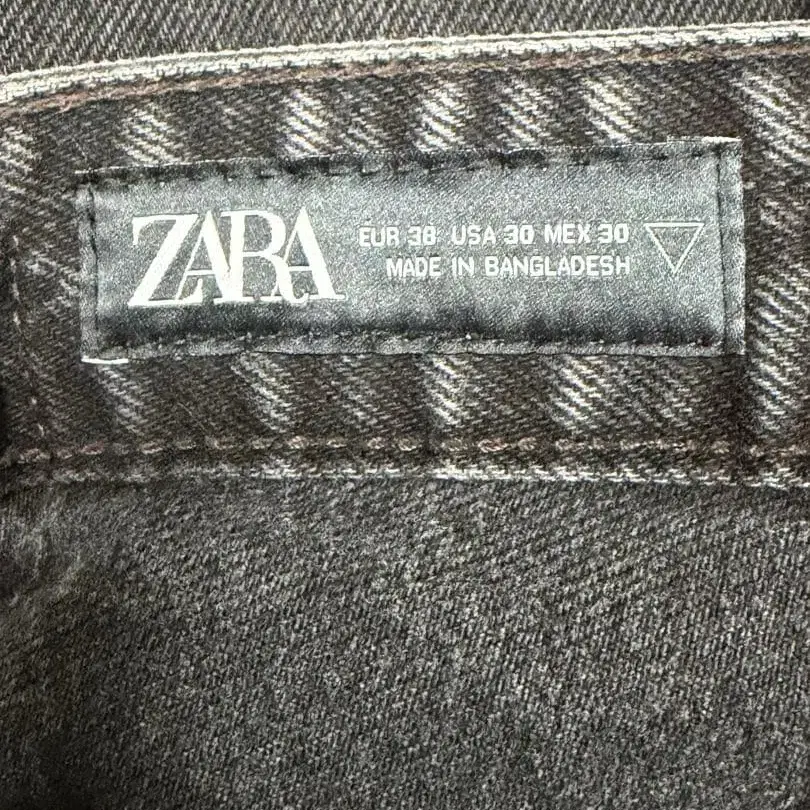 ZARA
EUR 38 USA 30 MEX 30
MADE IN BANGLADESH